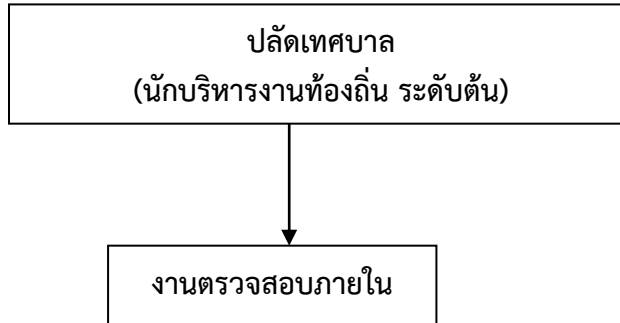 ปลัดเทศบาล
(นักบริหารงานท้องถิ่น ระดับต้น)
งานตรวจสอบภายใน